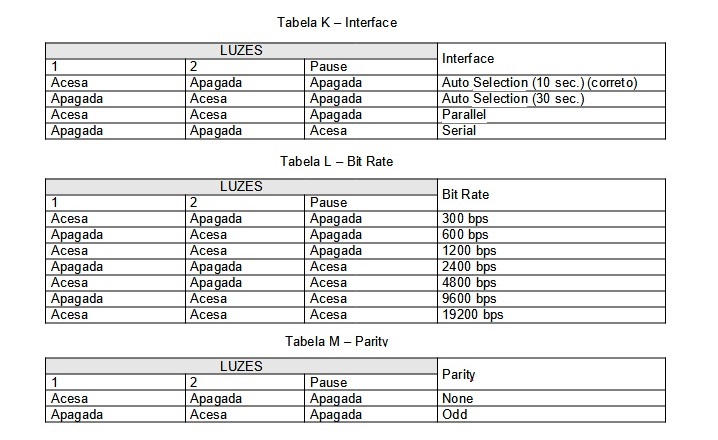 Tabela K – Interface
LUZES Interface
1 2 Pause
Acesa Apagada Apagada Auto Selection (10 sec.) (correto)
Apagada Acesa Apagada Auto Selection (30 sec.)
Acesa Acesa Apagada Parallel
Apagada Apagada Acesa Serial
Tabela L – Bit Rate
LUZES Bit Rate
1 2 Pause
Acesa Apagada Apagada 300 bps
Apagada Acesa Apagada 600 bps
Acesa Acesa Apagada 1200 bps
Apagada Apagada Acesa 2400 bps
Acesa Apagada Acesa 4800 bps
Apagada Acesa Acesa 9600 bps
Acesa Acesa Acesa 19200 bps
Tabela M – Parity
LUZES Parity
1 2 Pause
Acesa Apagada Apagada None
Apagada Acesa Apagada Odd